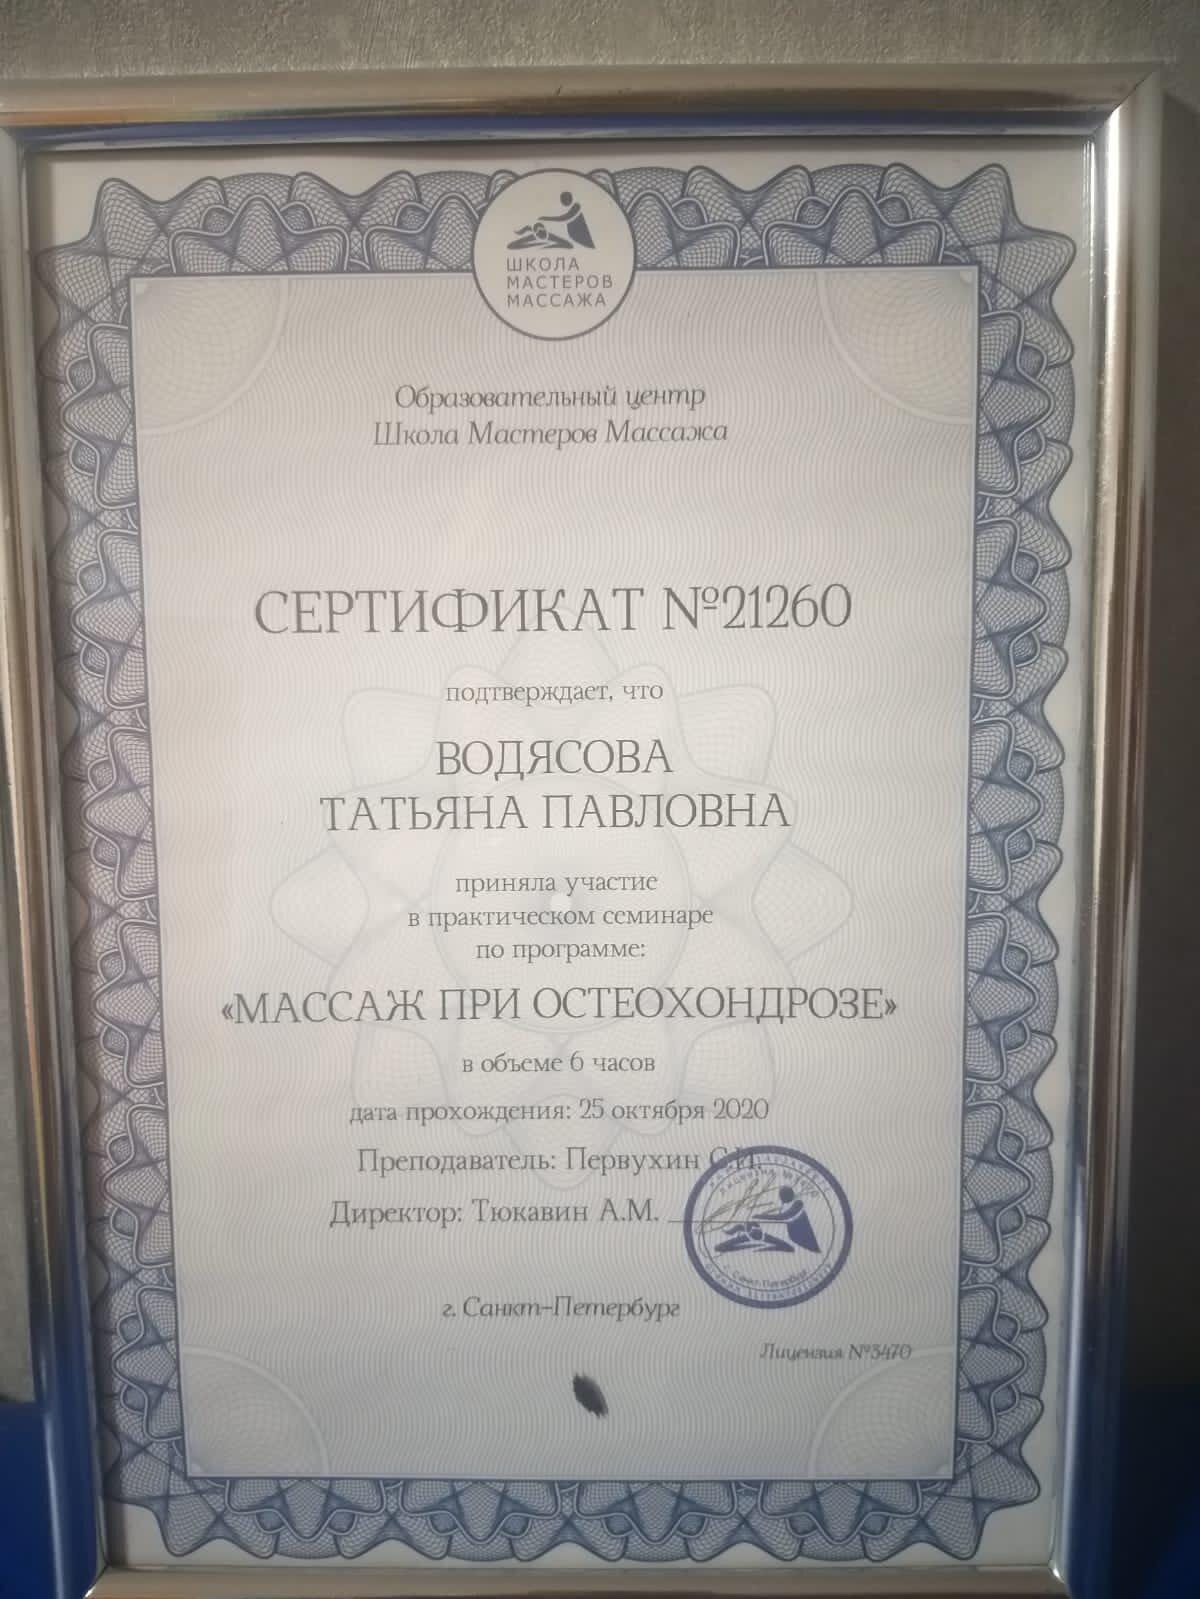 ШКОЛА
МАСТЕРОВ
МАССАЖА
Образовательный центр
Школа Мастеров Массажа
СЕРТИФИКАТ №21260
подтверждает, что
ВОДЯСОВА
ТАТЬЯНА ПАВЛОВНА
приняла участие
в практическом семинаре
по программе:
«МАССАЖ ПРИ ОСТЕОХОНДРОЗЕ»
в объеме 6 часов
дата прохождения: 25 октября 2020
Преподаватель: Первухин С.И.
Директор: Тюкавин А.М.
г. Санкт-Петербург
г. Санкт-Петербург
Лицензия №3470